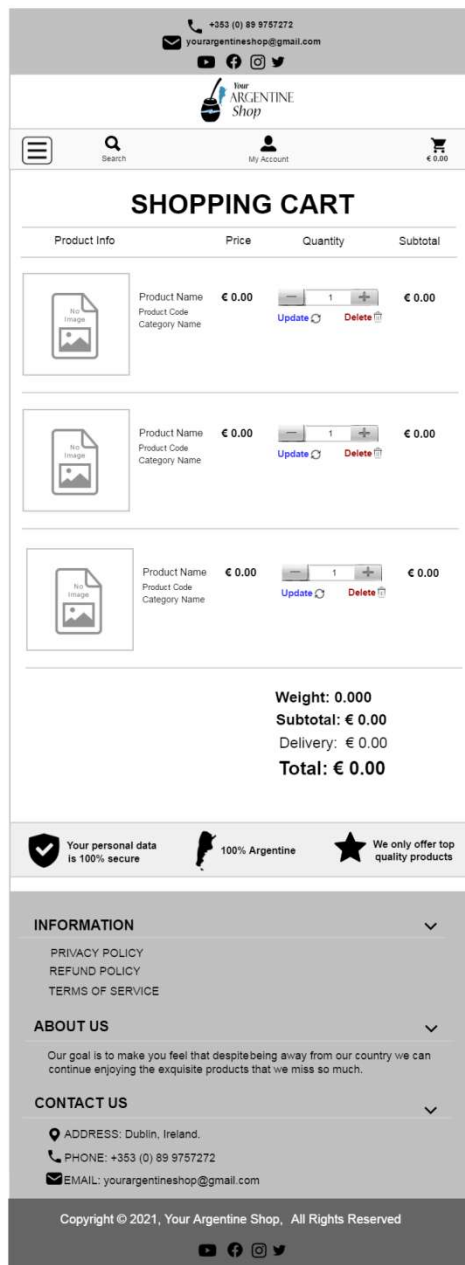 +353 (0) 89 9757272
yourargentineshop@gmail.com
Your
ARGENTINE
Shop
Search
My Account
€ 0.00
SHOPPING CART
Product Info Price Quantity Subtotal
No
Image
Product Name € 0.00 1 € 0.00
Product Code
Category Name
Update Delete
No
Image
Product Name € 0.00 1 € 0.00
Product Code
Category Name
Update Delete
No
Image
Product Name € 0.00 1 € 0.00
Product Code
Category Name
Update Delete
Weight: 0.000
Subtotal: € 0.00
Delivery: € 0.00
Total: € 0.00
Your personal data
is 100% secure
100% Argentine
We only offer top
quality products
INFORMATION
PRIVACY POLICY
REFUND POLICY
TERMS OF SERVICE
ABOUT US
Our goal is to make you feel that despitebeing away from our country we can
continue enjoying the exquisite products that we miss so much.
CONTACT US
ADDRESS: Dublin, Ireland.
PHONE: +353 (0) 89 9757272
EMAIL: yourargentineshop@gmail.com
Copyright © 2021, Your Argentine Shop, All Rights Reserved